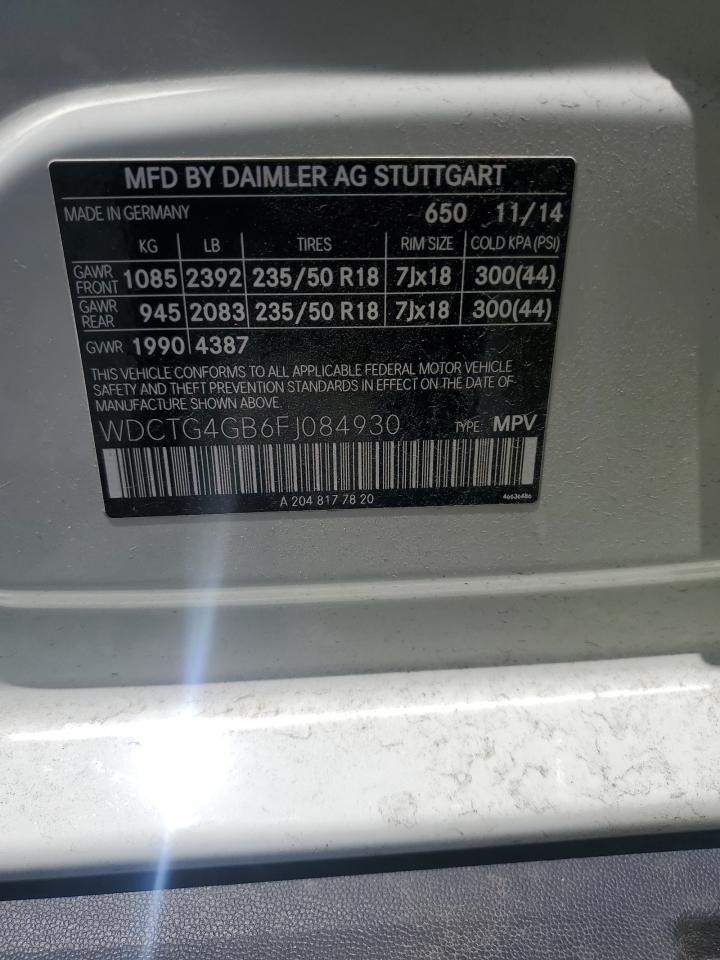 MFD BY DAIMLER AG STUTTGART
MADE IN GERMANY 650 11/14
KG LB TIRES RIM SIZE COLD KPA (PSI)
GAWR FRONT 1085 2392 235/50 R18 7Jx18 300(44)
GAWR REAR 945 2083 235/50 R18 7Jx18 300(44)
GVWR 1990 4387
THIS VEHICLE CONFORMS TO ALL APPLICABLE FEDERAL MOTOR VEHICLE
SAFETY AND THEFT PREVENTION STANDARDS IN EFFECT ON THE DATE OF
MANUFACTURE SHOWN ABOVE.
WDCTG4GB6FJ084930 TYPE: MPV
A 204 817 78 20 46636486